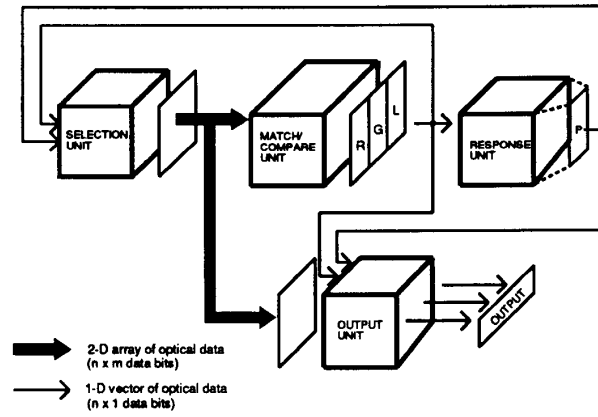 SELECTION
UNIT
MATCH/
COMPARE
UNIT
R
G
L
RESPONSE
UNIT
P
OUTPUT
UNIT
OUTPUT
2-D array of optical data
(n x m data bits)
1-D vector of optical data
(n x 1 data bits)